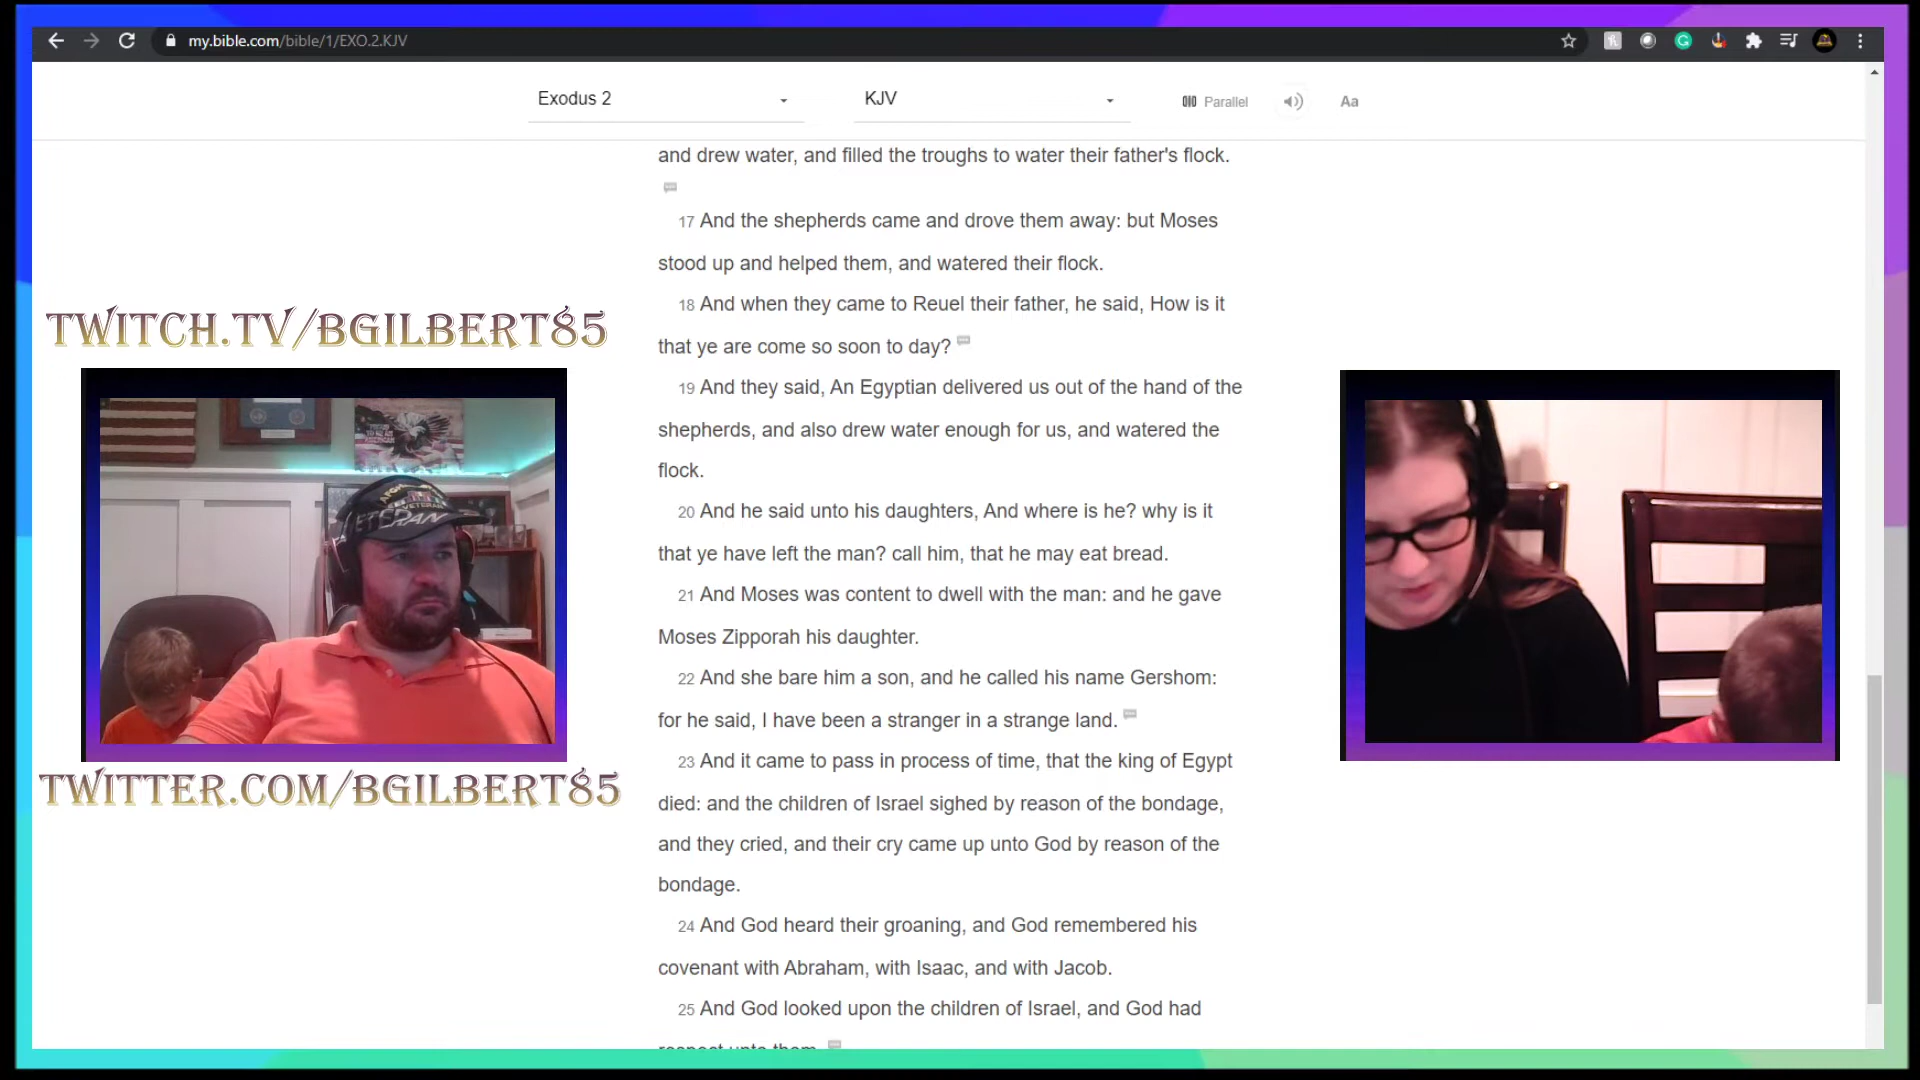 my.bible.com/bible/1/EXO.2.KJV
Exodus 2
KJV
Parallel
Aa
and drew water, and filled the troughs to water their father's flock.
17 And the shepherds came and drove them away: but Moses
stood up and helped them, and watered their flock.
18 And when they came to Reuel their father, he said, How is it
that ye are come so soon to day?
19 And they said, An Egyptian delivered us out of the hand of the
shepherds, and also drew water enough for us, and watered the
flock.
20 And he said unto his daughters, And where is he? why is it
that ye have left the man? call him, that he may eat bread.
21 And Moses was content to dwell with the man: and he gave
Moses Zipporah his daughter.
22 And she bare him a son, and he called his name Gershom:
for he said, I have been a stranger in a strange land.
23 And it came to pass in process of time, that the king of Egypt
died: and the children of Israel sighed by reason of the bondage,
and they cried, and their cry came up unto God by reason of the
bondage.
24 And God heard their groaning, and God remembered his
covenant with Abraham, with Isaac, and with Jacob.
25 And God looked upon the children of Israel, and God had
respect unto them.
TWITCH.TV/BGILBERT85
VETERAN
TWITTER.COM/BGILBERT85